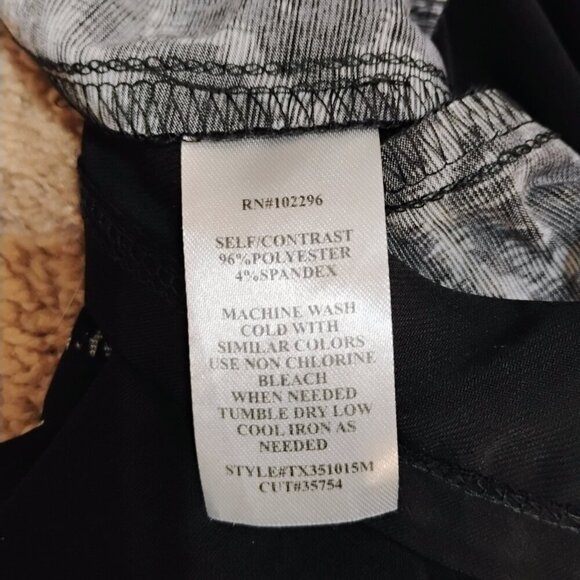 RN#102296
SELF/CONTRAST
96%POLYESTER
4%SPANDEX
MACHINE WASH
COLD WITH
SIMILAR COLORS
USE NON CHLORINE
BLEACH
WHEN NEEDED
TUMBLE DRY LOW
COOL IRON AS
NEEDED
STYLE#TX351015M
CUT#35754